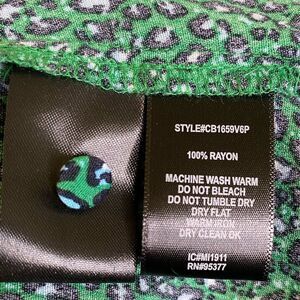 STYLE#CB1659V6P
100% RAYON
MACHINE WASH WARM
DO NOT BLEACH
DO NOT TUMBLE DRY
DRY FLAT
WARM IRON
DRY CLEAN OK
IC#MI1911
RN#95377